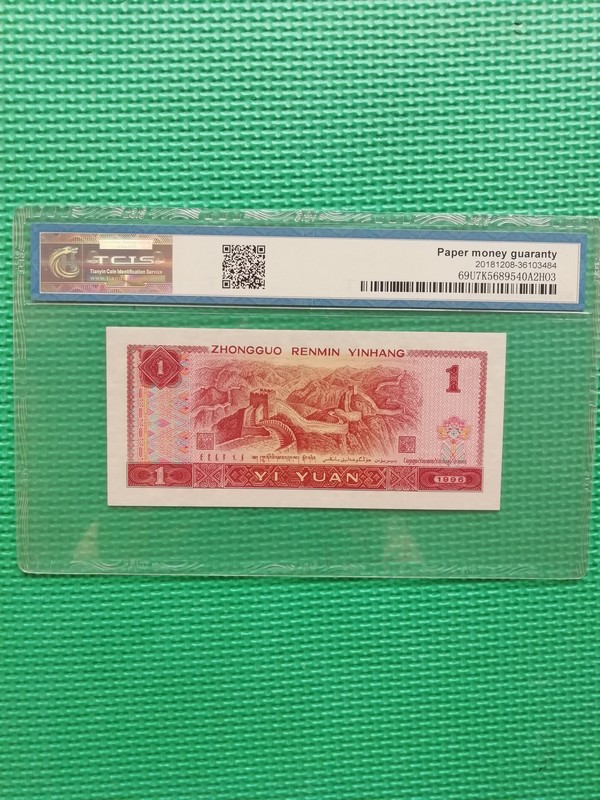 TCIS
Tianyin Coin Identification Service
Paper money guaranty
20181208-36103484
69U7K5689540A2H03
ZHONGGUO RENMIN YINHANG
1
1
1
YI YUAN
1996